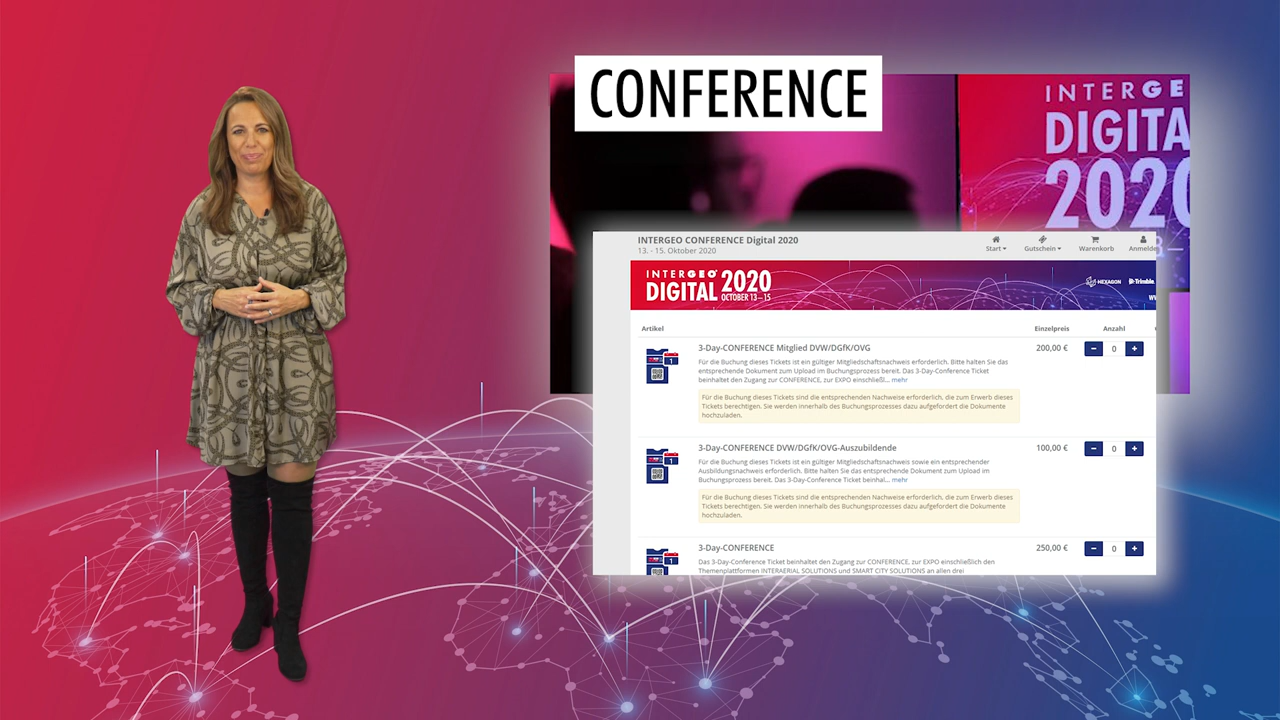 CONFERENCE
INTERGE
DIGITA
2020
INTERGEO CONFERENCE Digital 2020
13. - 15. Oktober 2020
Start
Gutschein
Warenkorb
Anmelde
INTERGEO
DIGITAL 2020
OCTOBER 13 – 15
HEXAGON
Trimble.
Artikel
Einzelpreis
Anzahl
3-Day-CONFERENCE Mitglied DVW/DGfK/OVG
200,00 €
0
Für die Buchung dieses Tickets ist ein gültiger Mitgliedschaftsnachweis erforderlich. Bitte halten Sie das
entsprechende Dokument zum Upload im Buchungsprozess bereit. Das 3-Day-Conference Ticket
beinhaltet den Zugang zur CONFERENCE, zur EXPO einschließl... mehr
Für die Buchung dieses Tickets sind die entsprechenden Nachweise erforderlich, die zum Erwerb dieses
Tickets berechtigen. Sie werden innerhalb des Buchungsprozesses dazu aufgefordert die Dokumente
hochzuladen.
3-Day-CONFERENCE DVW/DGfK/OVG-Auszubildende
100,00 €
0
Für die Buchung dieses Tickets ist ein gültiger Mitgliedschaftsnachweis sowie ein entsprechender
Ausbildungsnachweis erforderlich. Bitte halten Sie das entsprechende Dokument zum Upload im
Buchungsprozess bereit. Das 3-Day-Conference Ticket beinhal... mehr
Für die Buchung dieses Tickets sind die entsprechenden Nachweise erforderlich, die zum Erwerb dieses
Tickets berechtigen. Sie werden innerhalb des Buchungsprozesses dazu aufgefordert die Dokumente
hochzuladen.
3-Day-CONFERENCE
250,00 €
0
Das 3-Day-Conference Ticket beinhaltet den Zugang zur CONFERENCE, zur EXPO einschließlich den
Themenplattformen INTERAERIAL SOLUTIONS und SMART CITY SOLUTIONS an allen drei